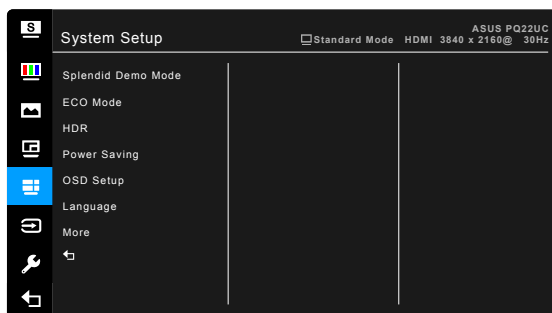 S
System Setup
Standard Mode HDMI 3840 x 2160@ 30Hz
ASUS PQ22UC
Splendid Demo Mode
ECO Mode
HDR
Power Saving
OSD Setup
Language
More